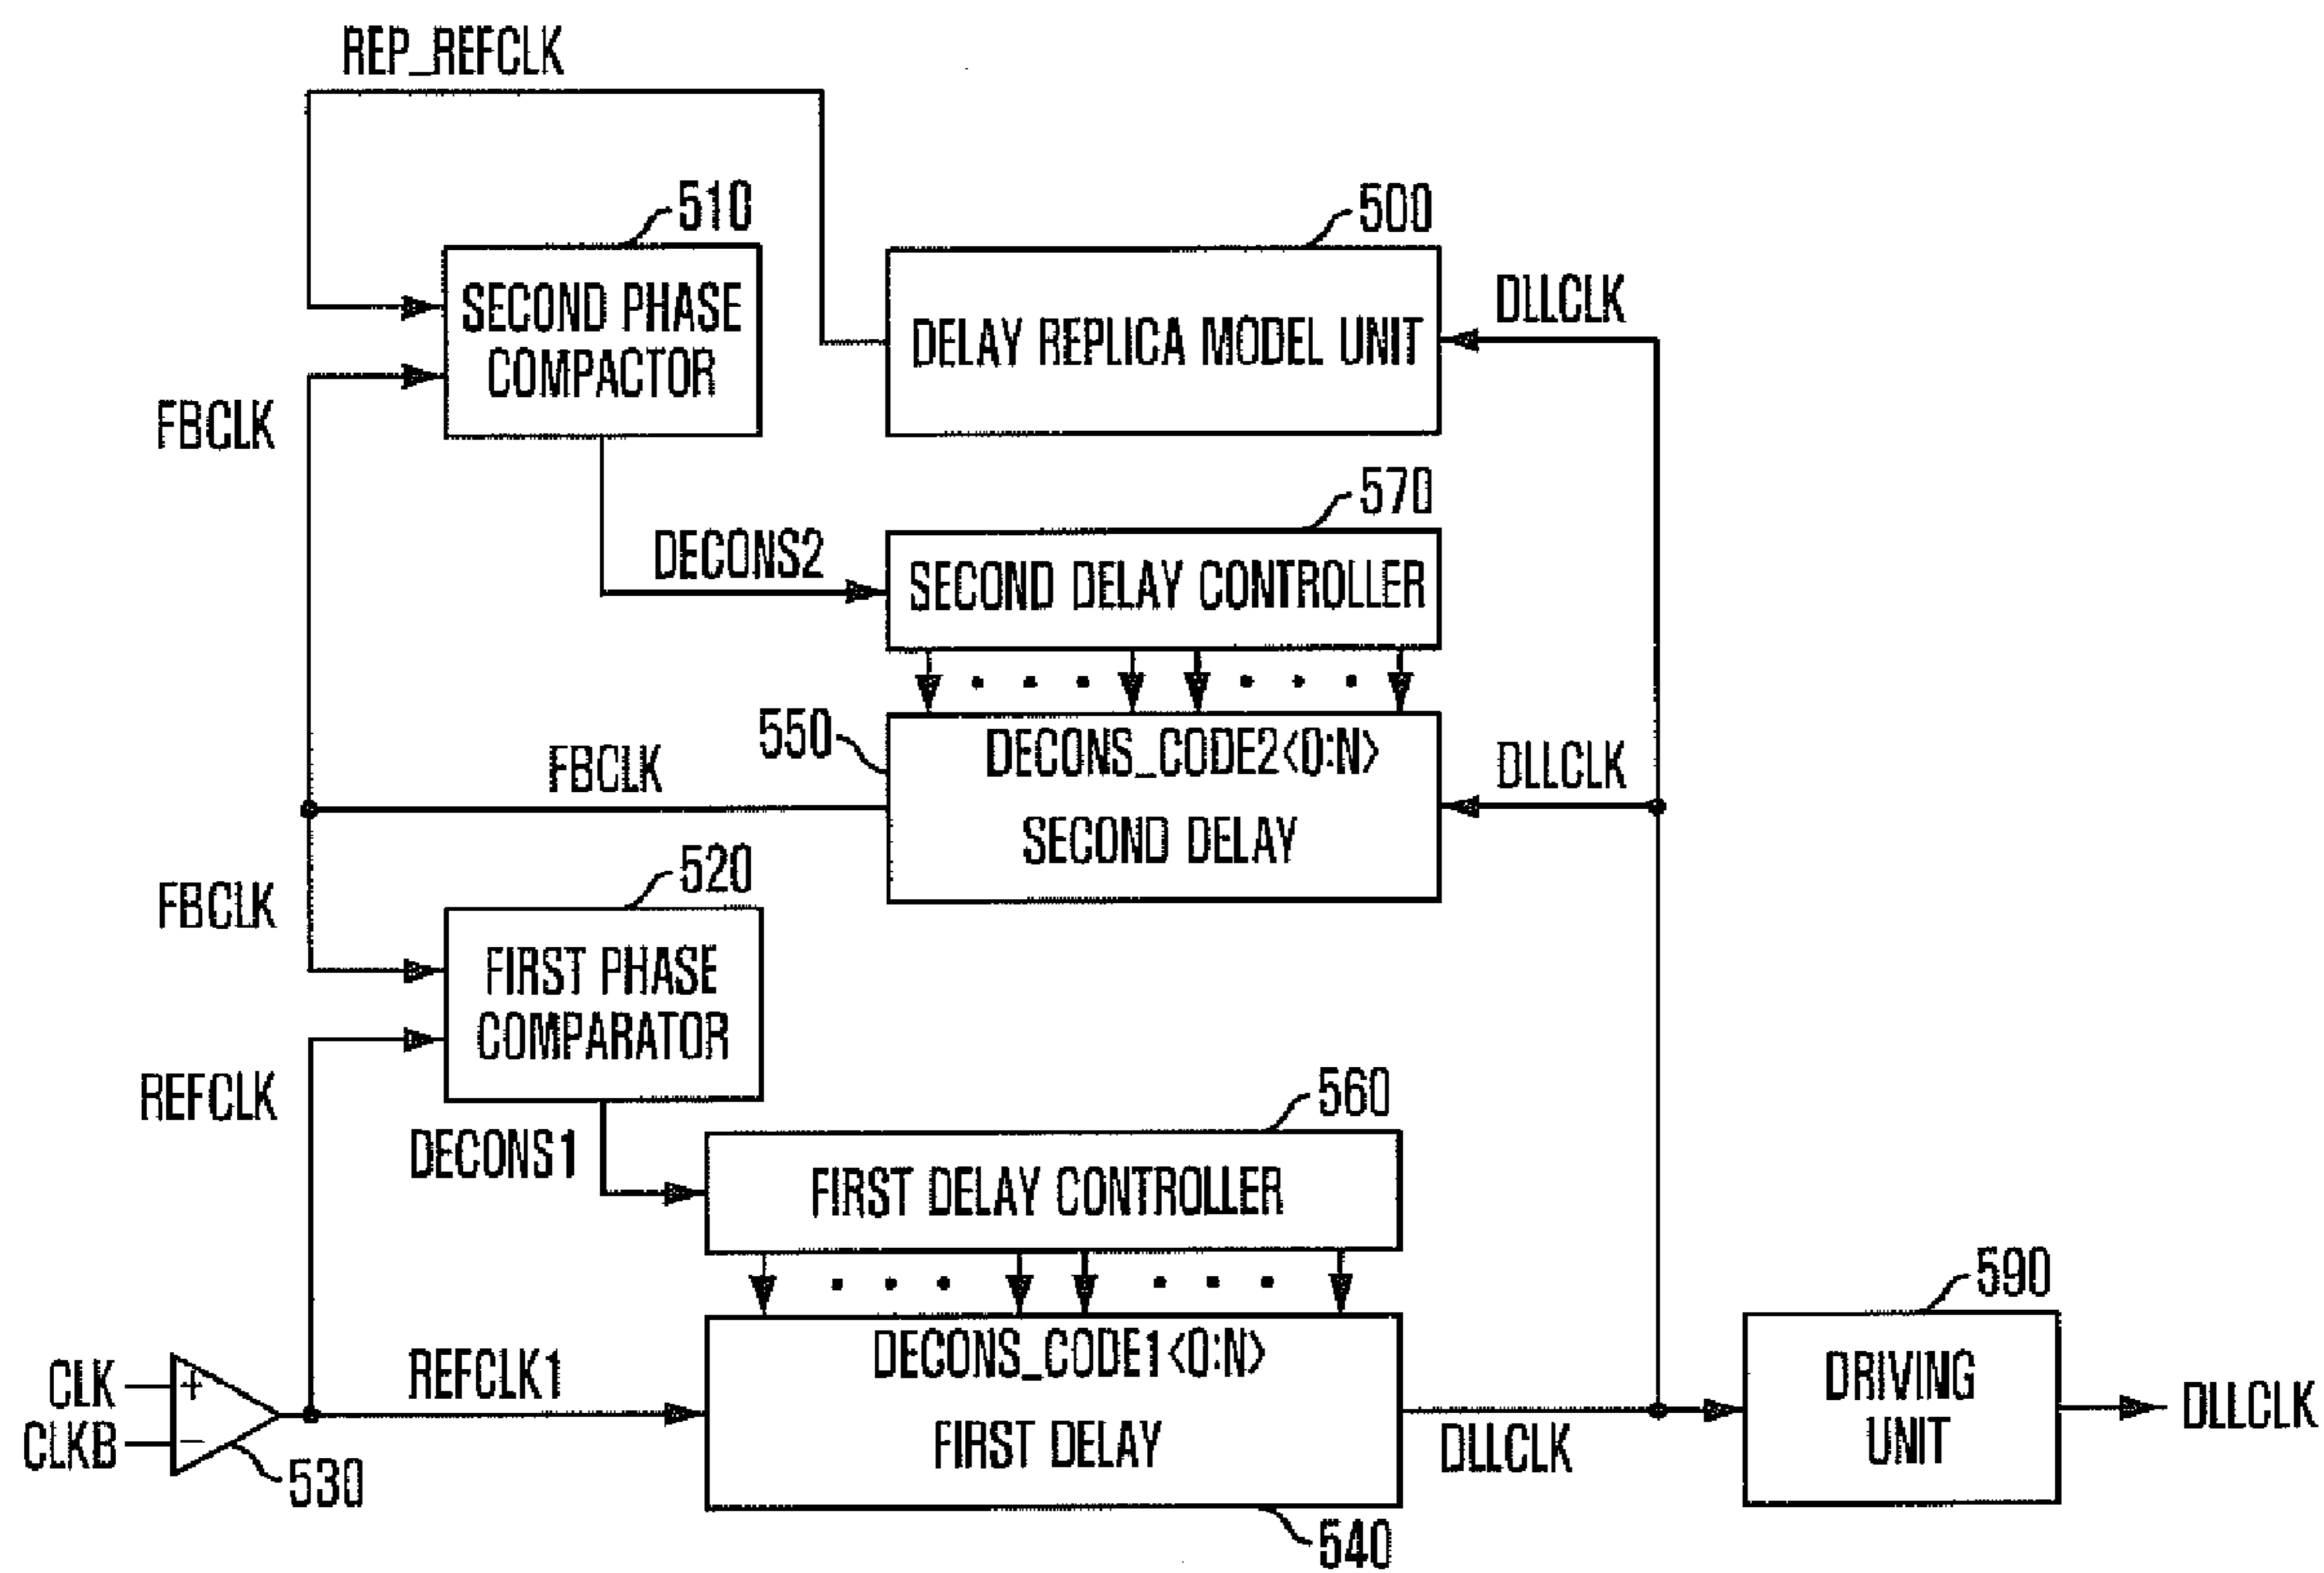 REP_REFCLK
510
SECOND PHASE
COMPACTOR
500
DELAY REPLICA MODEL UNIT
DLLCLK
FBCLK
DECONS2
570
SECOND DELAY CONTROLLER
550
DECONS_CODE2<0:N>
SECOND DELAY
FBCLK
DLLCLK
FBCLK
520
FIRST PHASE
COMPARATOR
REFCLK
DECONS1
560
FIRST DELAY CONTROLLER
CLK
CLKB
+
−
530
REFCLK1
DECONS_CODE1<0:N>
FIRST DELAY
540
DLLCLK
590
DRIVING
UNIT
DLLCLK